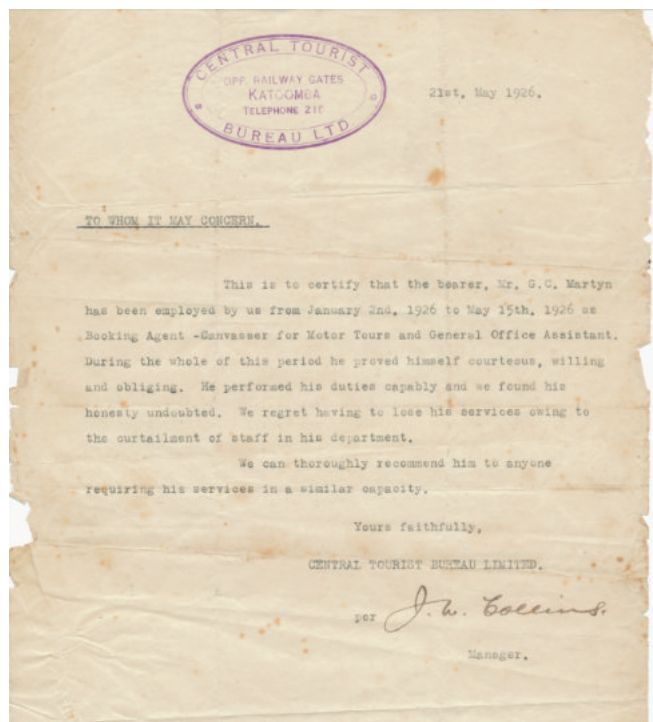 CENTRAL TOURIST
OPP. RAILWAY GATES
KATOOMBA
TELEPHONE
BUREAU LTD
21st. May 1926.
TO WHOM IT MAY CONCERN.
This is to certify that the bearer, Mr. G.C. Martyn
has been employed by us from January 2nd. 1926 to May 15th. 1926 as
Booking Agent -Canvasser for Motor Tours and General Office Assistant.
During the whole of this period he proved himself courteous, willing
and obliging. He performed his duties capably and we found his
honesty undoubted. We regret having to lose his services owing to
the curtailment of staff in his department.
We can thoroughly recommend him to anyone
requiring his services in a similar capacity.
Yours faithfully,
CENTRAL TOURIST BUREAU LIMITED.
per J. W. Collins.
Manager.